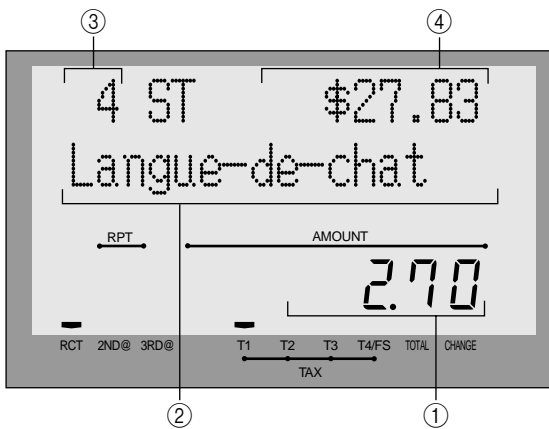 ③ ④
4 ST $27.83
Langue-de-chat
RPT AMOUNT
2.70
RCT 2ND@ 3RD@ T1 T2 T3 T4/FS TOTAL CHANGE
TAX
② ①